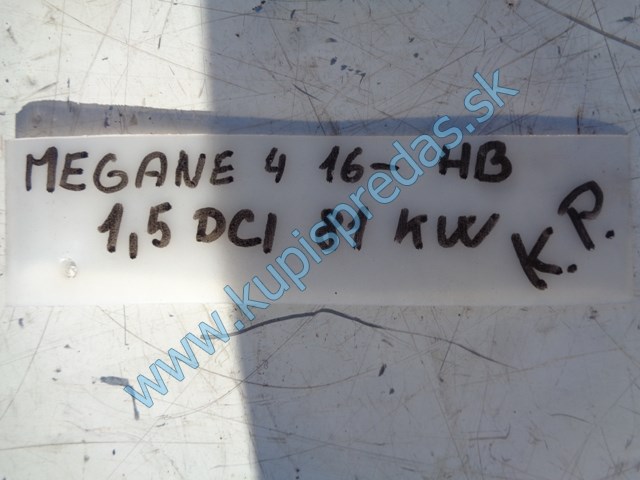 MEGANE 4 16- HB
1,5 DCI 81 KW
K.P.
www.kupispredas.sk